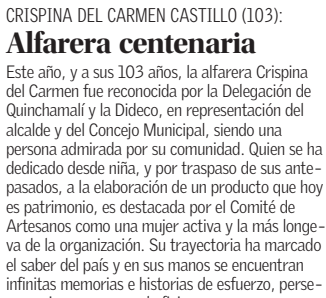 CRISPINA DEL CARMEN CASTILLO (103):
Alfarera centenaria
Este año, y a sus 103 años, la alfarera Crispina
del Carmen fue reconocida por la Delegación de
Quinchamalí y la Dideco, en representación del
alcalde y del Concejo Municipal, siendo una
persona admirada por su comunidad. Quien se ha
dedicado desde niña, y por traspaso de sus ante-
pasados, a la elaboración de un producto que hoy
es patrimonio, es destacada por el Comité de
Artesanos como una mujer activa y la más longe-
va de la organización. Su trayectoria ha marcado
el saber del país y en sus manos se encuentran
infinitas memorias e historias de esfuerzo, perse-